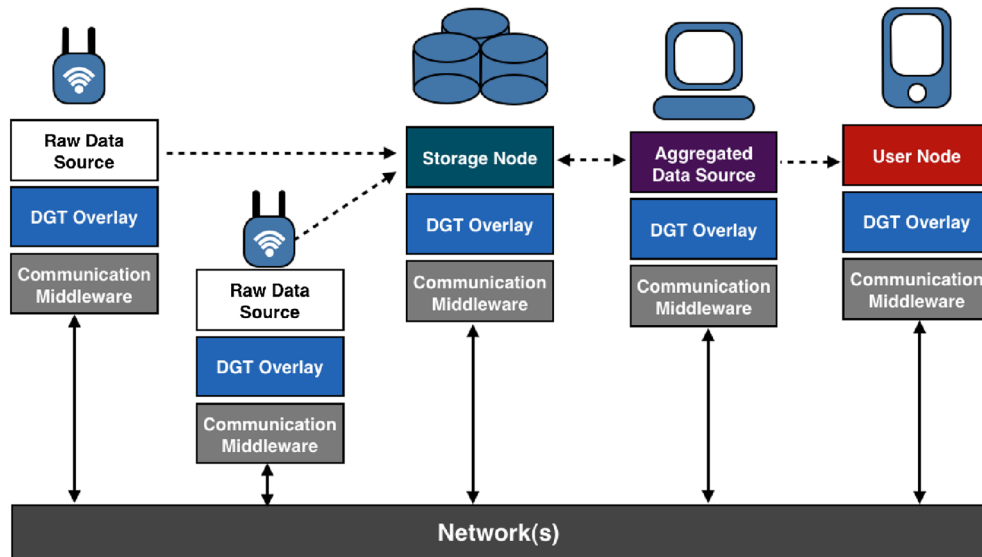 Raw Data
Source
DGT Overlay
Communication
Middleware
Raw Data
Source
DGT Overlay
Communication
Middleware
Storage Node
DGT Overlay
Communication
Middleware
Aggregated
Data Source
DGT Overlay
Communication
Middleware
User Node
DGT Overlay
Communication
Middleware
Network(s)